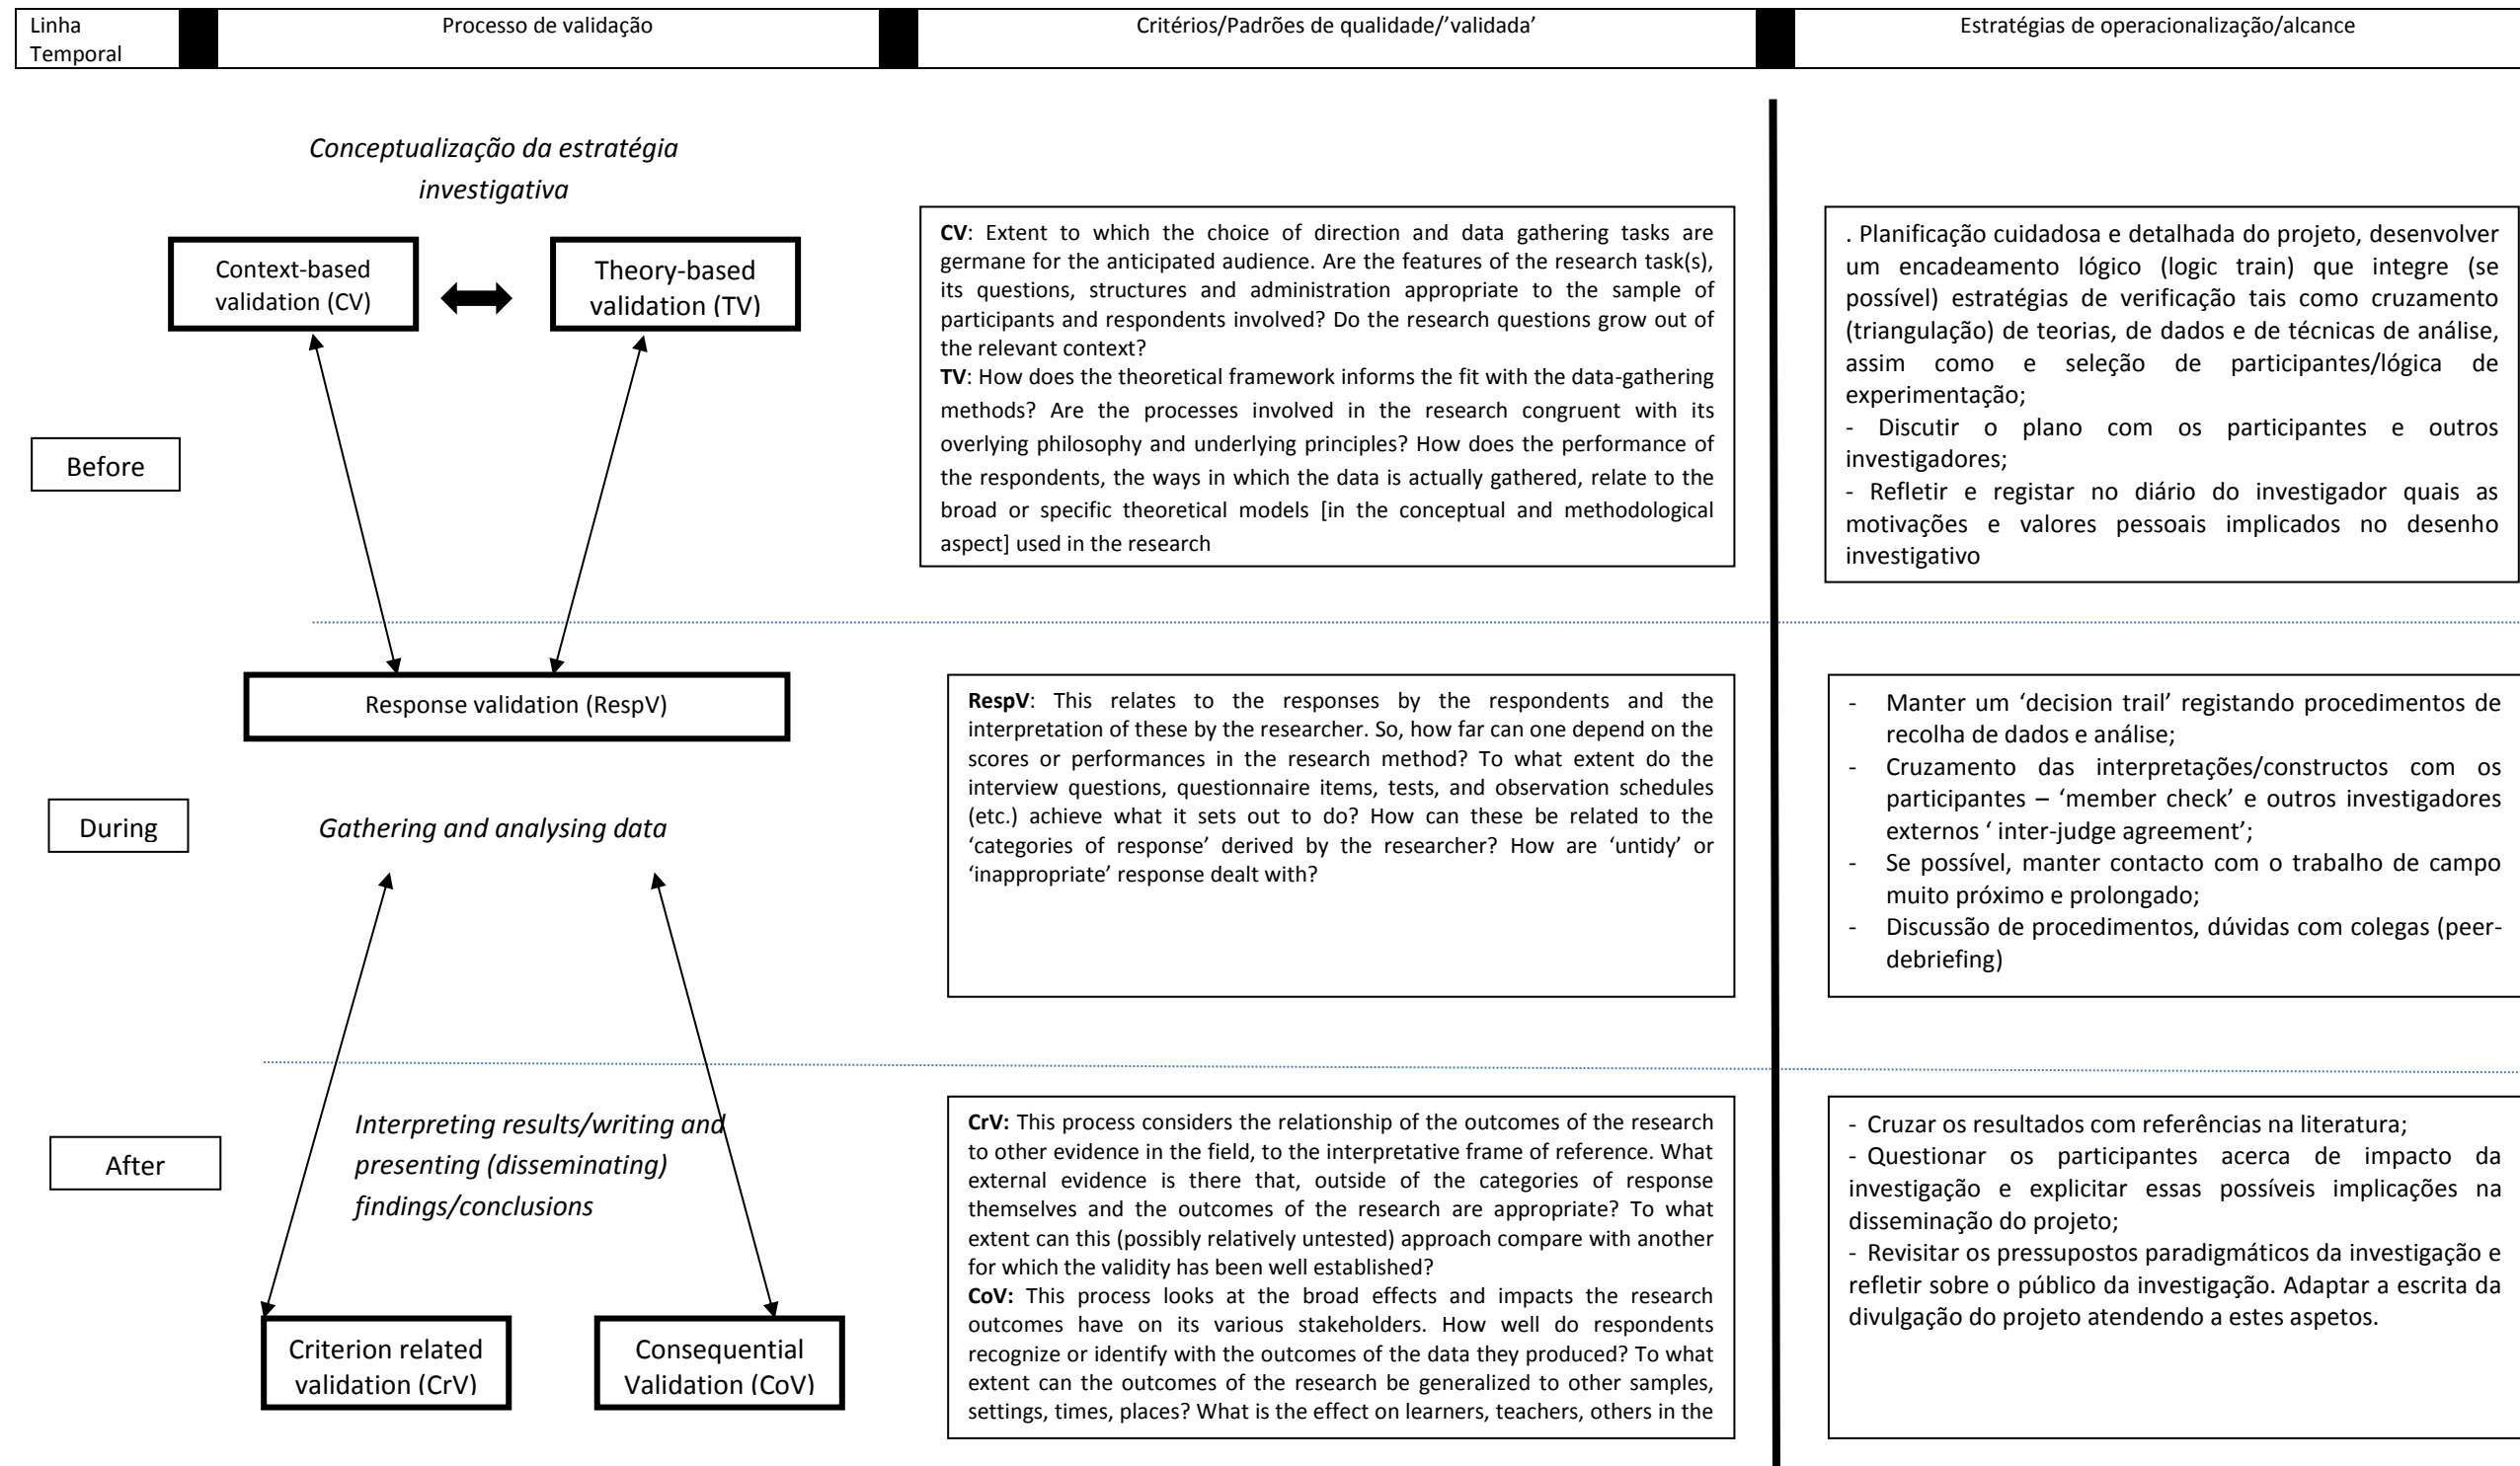 Linha
Temporal
Processo de validação
Critérios/Padrões de qualidade/’validada’
Estratégias de operacionalização/alcance
Conceptualização da estratégia
investigativa
Context-based
validation (CV)
Theory-based
validation (TV)
Before
CV: Extent to which the choice of direction and data gathering tasks are
germane for the anticipated audience. Are the features of the research task(s),
its questions, structures and administration appropriate to the sample of
participants and respondents involved? Do the research questions grow out of
the relevant context?
TV: How does the theoretical framework informs the fit with the data-gathering
methods? Are the processes involved in the research congruent with its
overlying philosophy and underlying principles? How does the performance of
the respondents, the ways in which the data is actually gathered, relate to the
broad or specific theoretical models [in the conceptual and methodological
aspect] used in the research
. Planificação cuidadosa e detalhada do projeto, desenvolver
um encadeamento lógico (logic train) que integre (se
possível) estratégias de verificação tais como cruzamento
(triangulação) de teorias, de dados e de técnicas de análise,
assim como e seleção de participantes/lógica de
experimentação;
- Discutir o plano com os participantes e outros
investigadores;
- Refletir e registar no diário do investigador quais as
motivações e valores pessoais implicados no desenho
investigativo
Response validation (RespV)
During
Gathering and analysing data
RespV: This relates to the responses by the respondents and the
interpretation of these by the researcher. So, how far can one depend on the
scores or performances in the research method? To what extent do the
interview questions, questionnaire items, tests, and observation schedules
(etc.) achieve what it sets out to do? How can these be related to the
‘categories of response’ derived by the researcher? How are ‘untidy’ or
‘inappropriate’ response dealt with?
- Manter um ‘decision trail’ registando procedimentos de
recolha de dados e análise;
- Cruzamento das interpretações/constructos com os
participantes – ‘member check’ e outros investigadores
externos ‘ inter-judge agreement’;
- Se possível, manter contacto com o trabalho de campo
muito próximo e prolongado;
- Discussão de procedimentos, dúvidas com colegas (peer-
debriefing)
After
Interpreting results/writing and
presenting (disseminating)
findings/conclusions
Criterion related
validation (CrV)
Consequential
Validation (CoV)
CrV: This process considers the relationship of the outcomes of the research
to other evidence in the field, to the interpretative frame of reference. What
external evidence is there that, outside of the categories of response
themselves and the outcomes of the research are appropriate? To what
extent can this (possibly relatively untested) approach compare with another
for which the validity has been well established?
CoV: This process looks at the broad effects and impacts the research
outcomes have on its various stakeholders. How well do respondents
recognize or identify with the outcomes of the data they produced? To what
extent can the outcomes of the research be generalized to other samples,
settings, times, places? What is the effect on learners, teachers, others in the
- Cruzar os resultados com referências na literatura;
- Questionar os participantes acerca de impacto da
investigação e explicitar essas possíveis implicações na
disseminação do projeto;
- Revisitar os pressupostos paradigmáticos da investigação e
refletir sobre o público da investigação. Adaptar a escrita da
divulgação do projeto atendendo a estes aspetos.